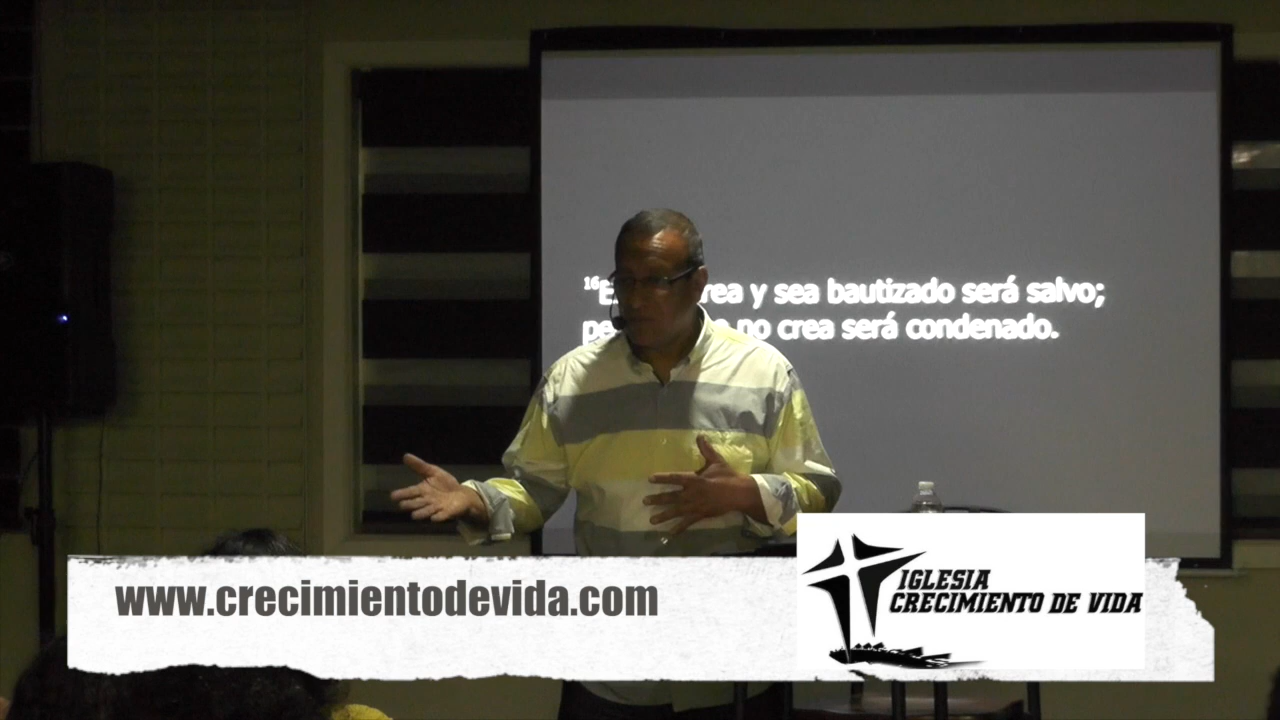 16 crea y sea bautizado será salvo;
no crea será condenado.
www.crecimientodevida.com
IGLESIA
CRECIMIENTO DE VIDA